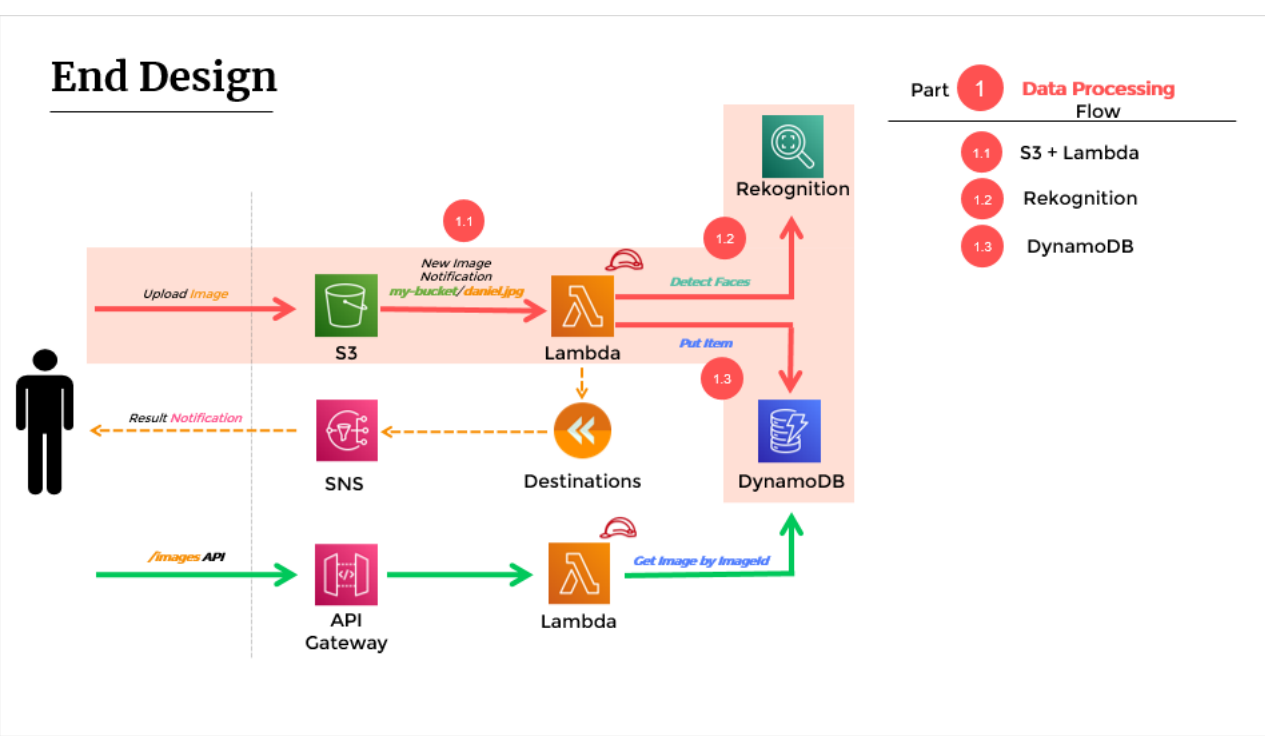 End Design
Part 1 Data Processing
Flow
1.1 S3 + Lambda
1.2 Rekognition
1.3 DynamoDB
Rekognition
1.1
1.2
New Image
Notification
my-bucket/daniel.jpg
Upload Image
Detect Faces
S3
Lambda
Put Item
1.3
Result Notification
SNS
Destinations
DynamoDB
/images API
Get Image by ImageId
API
Gateway
Lambda